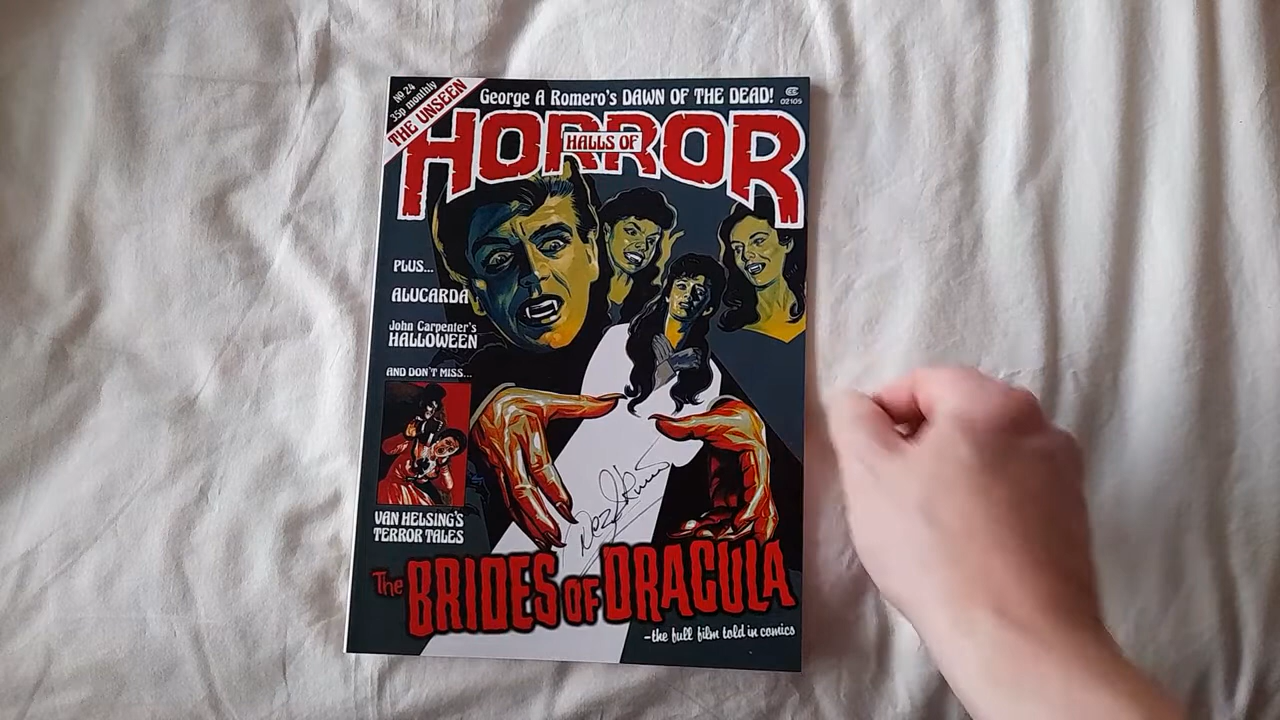 No 24
35p monthly
THE UNSEEN
George A Romero's DAWN OF THE DEAD!
02109
HALLS OF
HORROR
PLUS...
ALUCARDA
John Carpenter's
HALLOWEEN
AND DON'T MISS...
VAN HELSING'S
TERROR TALES
The BRIDES OF DRACULA
-the full film told in comics